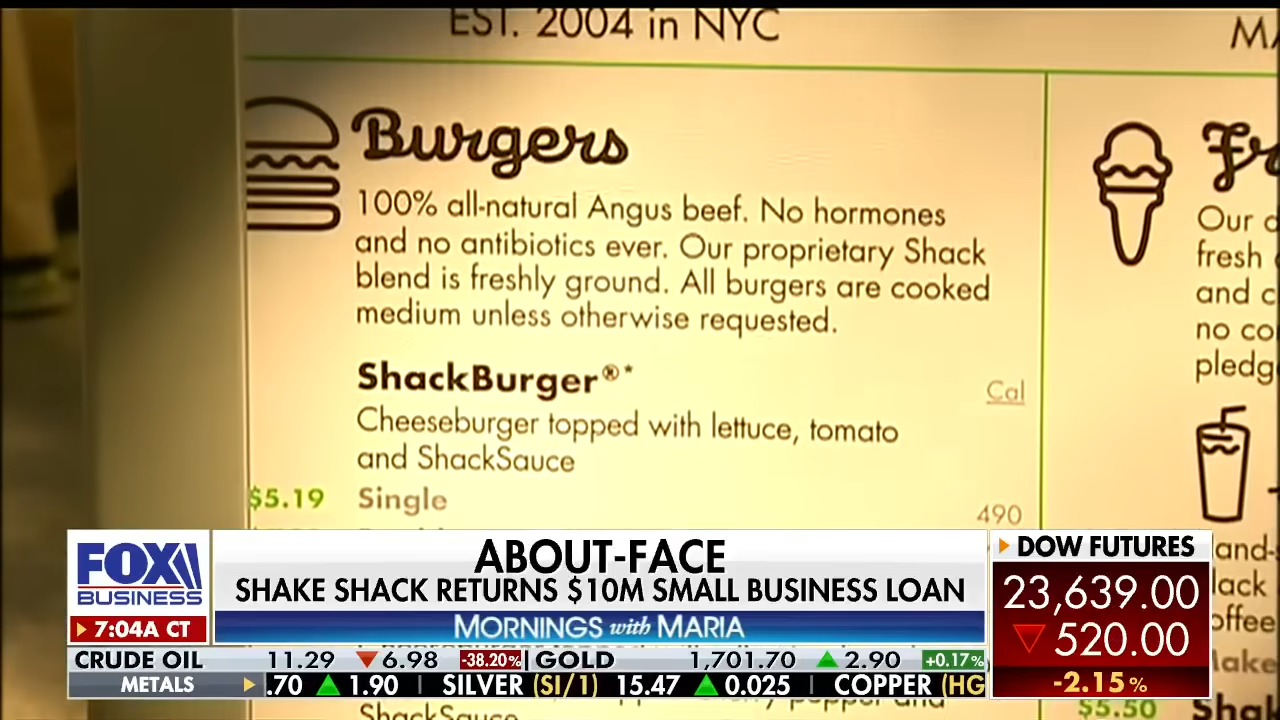 EST. 2004 in NYC
Burgers
100% all-natural Angus beef. No hormones
and no antibiotics ever. Our proprietary Shack
blend is freshly ground. All burgers are cooked
medium unless otherwise requested.
ShackBurger®*
Cal
Cheeseburger topped with lettuce, tomato
and ShackSauce
$5.19 Single 490
Our
fresh
and
no
$5.50
ShackSauce
FOX
BUSINESS
7:04A CT
ABOUT-FACE
SHAKE SHACK RETURNS $10M SMALL BUSINESS LOAN
MORNINGS with MARIA
DOW FUTURES
23,639.00
520.00
-2.15%
CRUDE OIL 11.29 ▼6.98 -38.20% GOLD 1,701.70 ▲2.90 +0.17%
METALS .70 ▲1.90 SILVER (SI/1) 15.47 ▲0.025 COPPER (HG